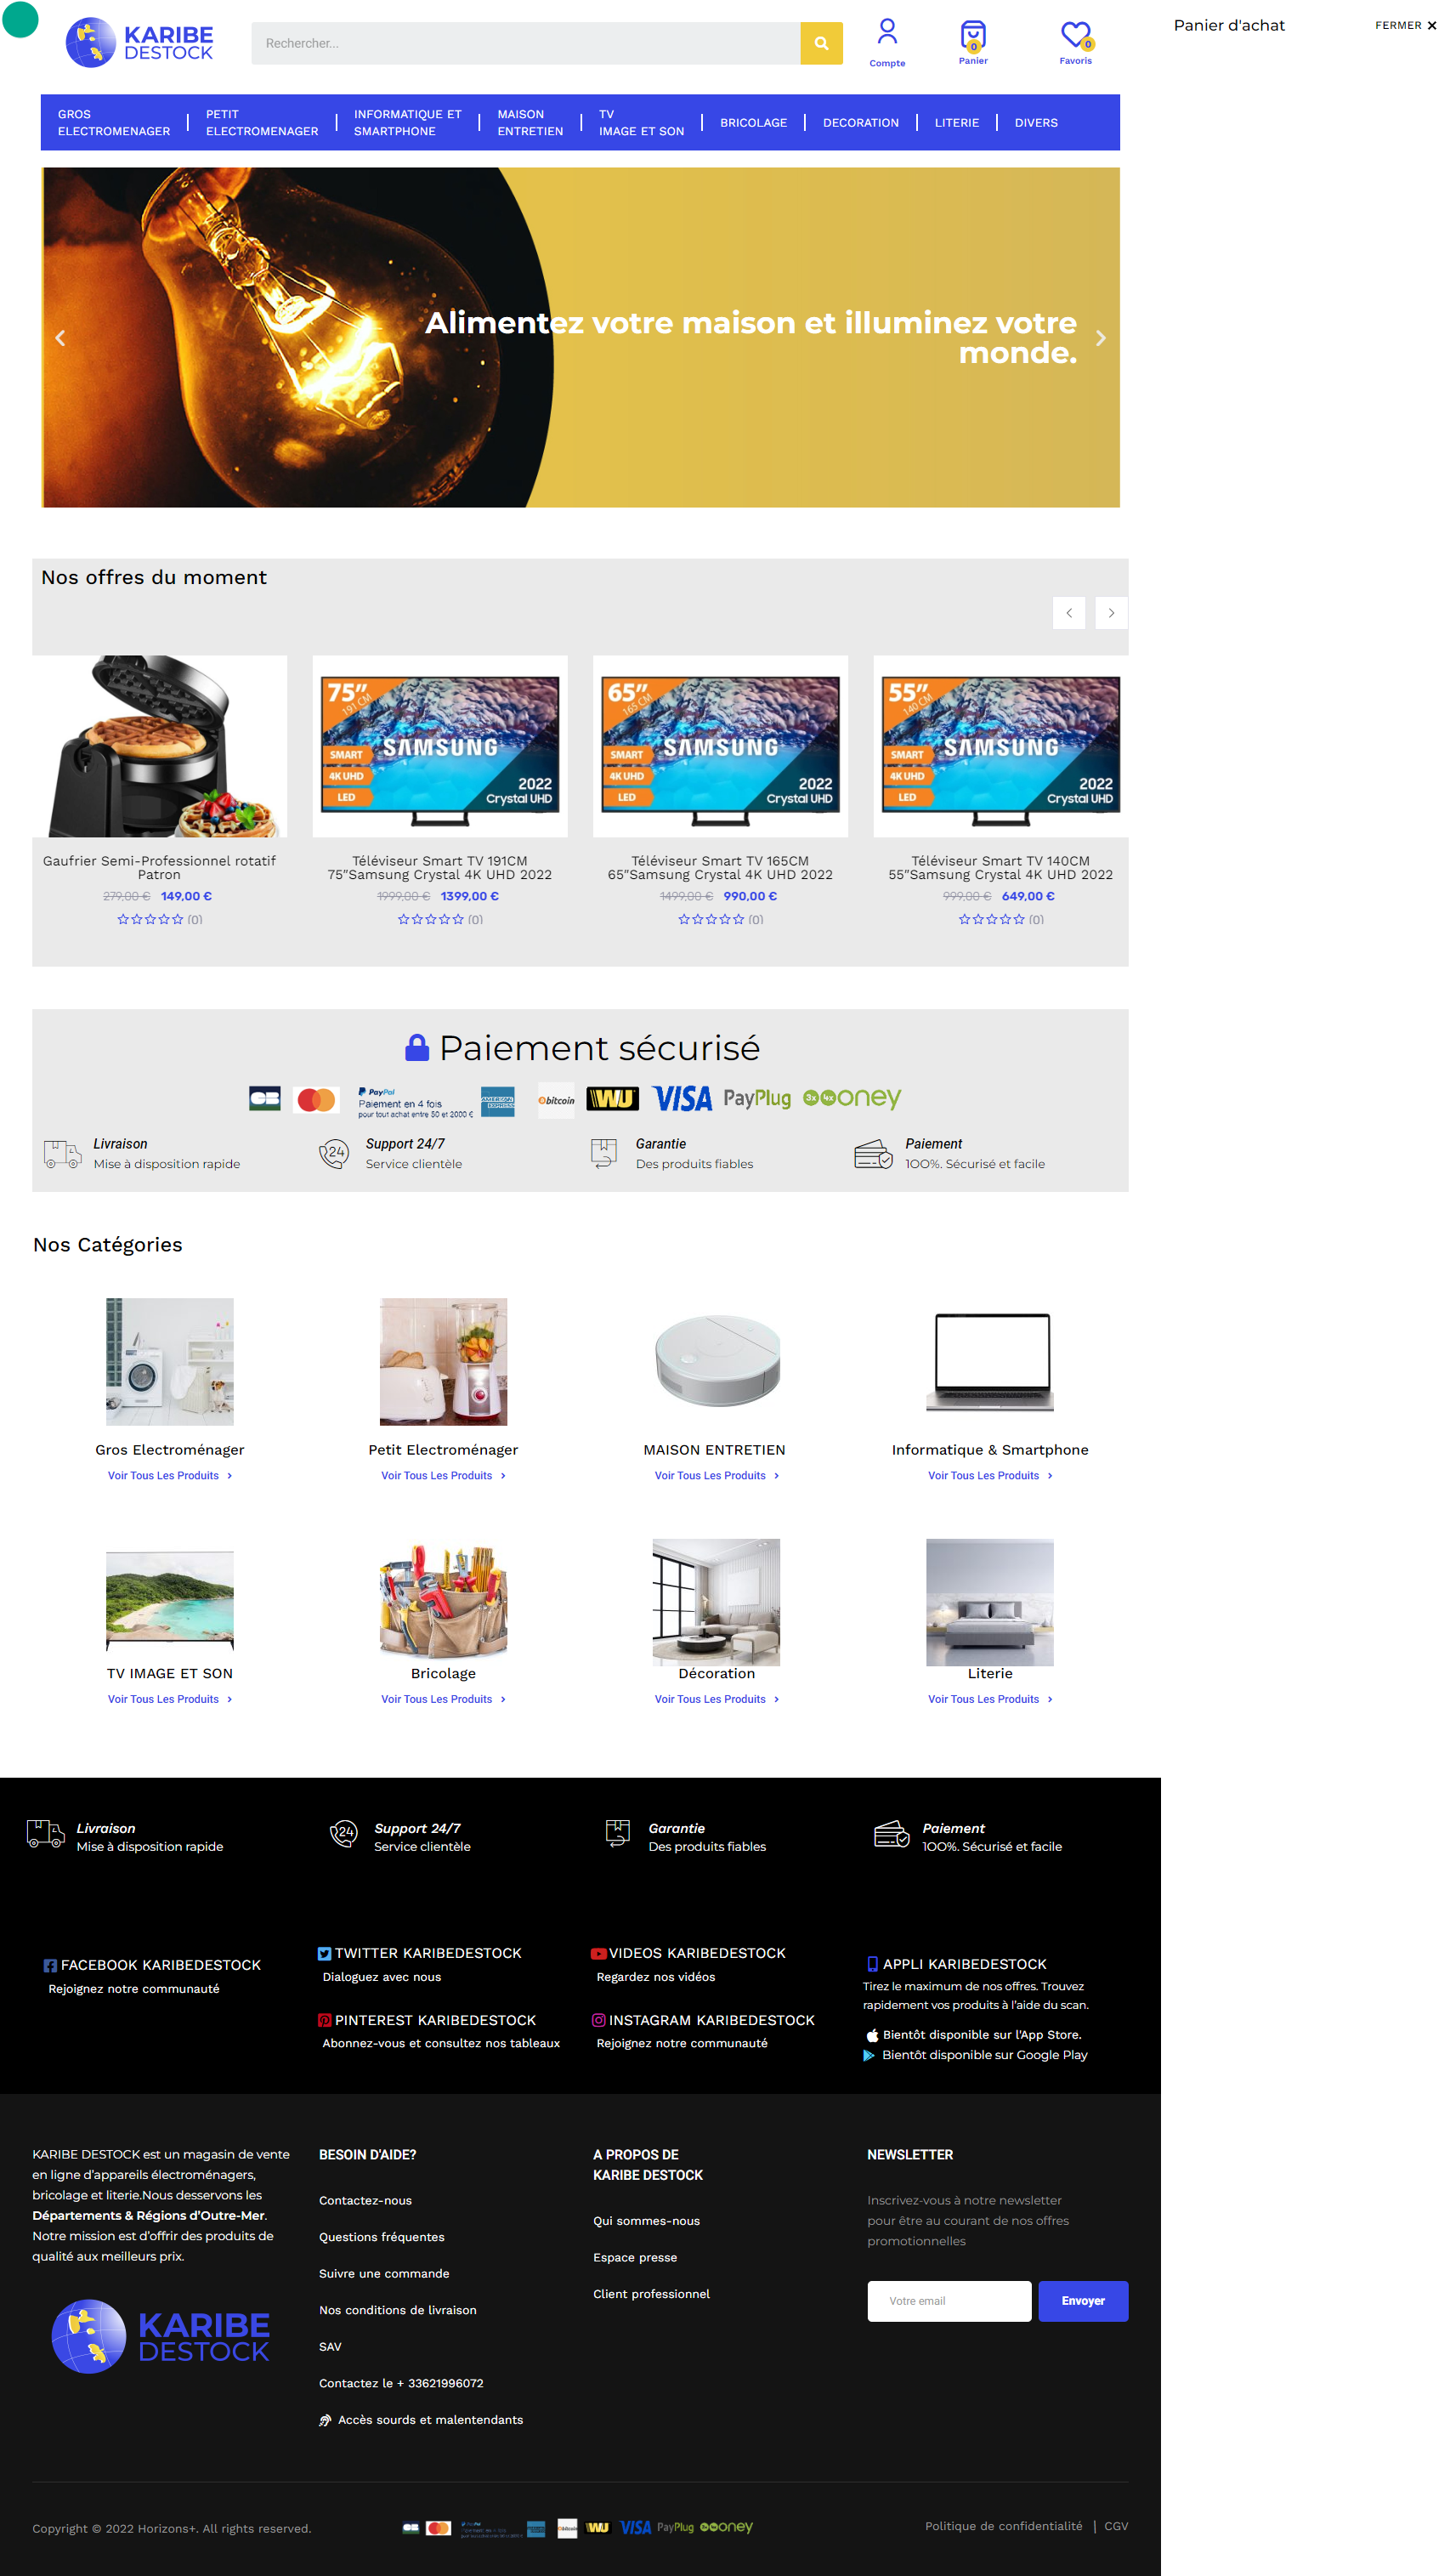 KARIBE
DESTOCK
Rechercher...
Compte
0
Panier
0
Favoris
Panier d'achat
FERMER
GROS
ELECTROMENAGER
PETIT
ELECTROMENAGER
INFORMATIQUE ET
SMARTPHONE
MAISON
ENTRETIEN
TV
IMAGE ET SON
BRICOLAGE
DECORATION
LITERIE
DIVERS
Alimentez votre maison et illuminez votre
monde.
Nos offres du moment
75"
191 CM
SAMSUNG
SMART
4K UHD
LED
2022
Crystal UHD
65"
165 CM
SAMSUNG
SMART
4K UHD
LED
2022
Crystal UHD
55"
140 CM
SAMSUNG
SMART
4K UHD
LED
2022
Crystal UHD
Gaufrier Semi-Professionnel rotatif
Patron
279,00 € 149,00 €
(0)
Téléviseur Smart TV 191CM
75″Samsung Crystal 4K UHD 2022
1999,00 € 1399,00 €
(0)
Téléviseur Smart TV 165CM
65″Samsung Crystal 4K UHD 2022
1499,00 € 990,00 €
(0)
Téléviseur Smart TV 140CM
55″Samsung Crystal 4K UHD 2022
999,00 € 649,00 €
(0)
Paiement sécurisé
CB
PayPal
Paiement en 4 fois
pour tout achat entre 50 et 2000 €
AMERICAN EXPRESS
bitcoin
WU
VISA
PayPlug
3x 4x oney
Livraison
Mise à disposition rapide
Support 24/7
Service clientèle
24
Garantie
Des produits fiables
Paiement
100%. Sécurisé et facile
Nos Catégories
Gros Electroménager
Voir Tous Les Produits
Petit Electroménager
Voir Tous Les Produits
MAISON ENTRETIEN
Voir Tous Les Produits
Informatique & Smartphone
Voir Tous Les Produits
TV IMAGE ET SON
Voir Tous Les Produits
Bricolage
Voir Tous Les Produits
Décoration
Voir Tous Les Produits
Literie
Voir Tous Les Produits
Livraison
Mise à disposition rapide
24
Support 24/7
Service clientèle
Garantie
Des produits fiables
Paiement
100%. Sécurisé et facile
FACEBOOK KARIBEDESTOCK
Rejoignez notre communauté
TWITTER KARIBEDESTOCK
Dialoguez avec nous
PINTEREST KARIBEDESTOCK
Abonnez-vous et consultez nos tableaux
VIDEOS KARIBEDESTOCK
Regardez nos vidéos
INSTAGRAM KARIBEDESTOCK
Rejoignez notre communauté
APPLI KARIBEDESTOCK
Tirez le maximum de nos offres. Trouvez
rapidement vos produits à l'aide du scan.
Bientôt disponible sur l'App Store.
Bientôt disponible sur Google Play
KARIBE DESTOCK est un magasin de vente
en ligne d'appareils électroménagers,
bricolage et literie.Nous desservons les
Départements & Régions d'Outre-Mer.
Notre mission est d'offrir des produits de
qualité aux meilleurs prix.
KARIBE
DESTOCK
BESOIN D'AIDE?
Contactez-nous
Questions fréquentes
Suivre une commande
Nos conditions de livraison
SAV
Contactez le + 33621996072
Accès sourds et malentendants
A PROPOS DE
KARIBE DESTOCK
Qui sommes-nous
Espace presse
Client professionnel
NEWSLETTER
Inscrivez-vous à notre newsletter
pour être au courant de nos offres
promotionnelles
Votre email
Envoyer
Copyright © 2022 Horizons+. All rights reserved.
bitcoin
WU
VISA
PayPlug
oney
Politique de confidentialité | CGV